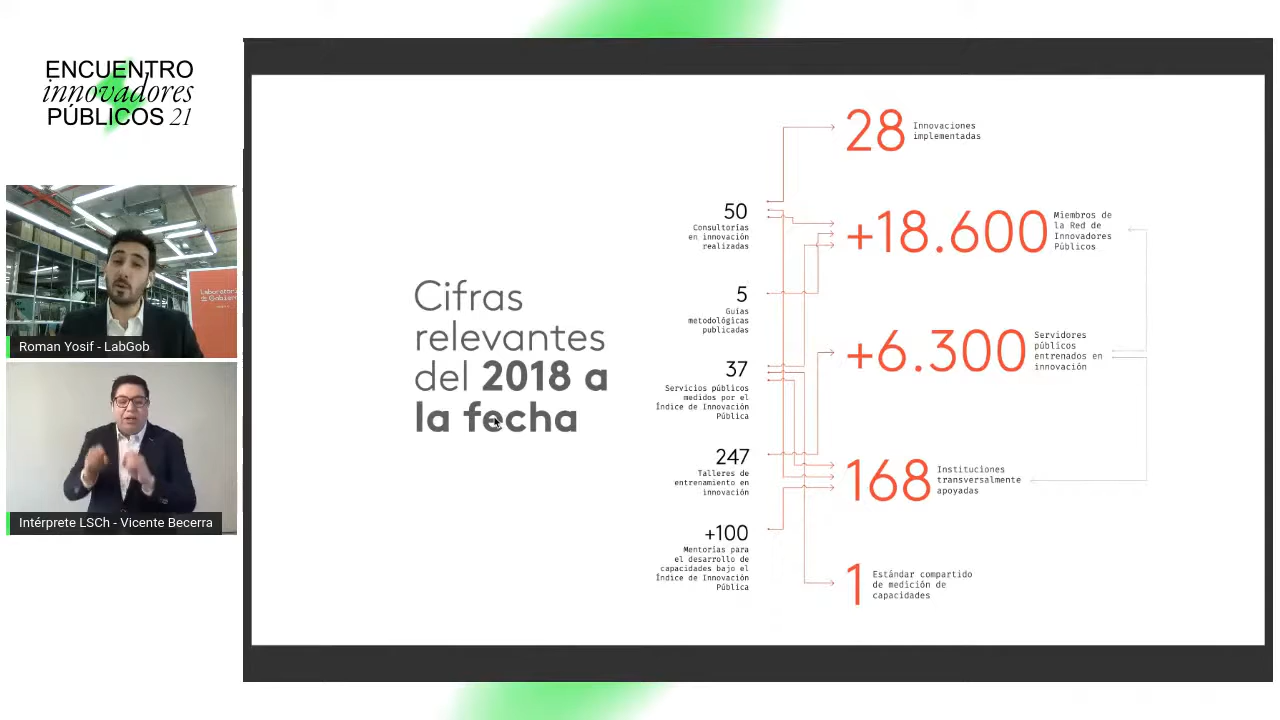 ENCUENTRO
innovadores
PÚBLICOS 21
Laboratorio
de Gobierno
Roman Yosif - LabGob
Intérprete LSCh - Vicente Becerra
Cifras
relevantes
del 2018 a
la fecha
50
Consultorías
en innovación
realizadas
5
Guías
metodológicas
publicadas
37
Servicios públicos
medidos por el
Índice de Innovación
Pública
247
Talleres de
entrenamiento en
innovación
+100
Mentorías para
el desarrollo de
capacidades bajo el
Índice de Innovación
Pública
28
Innovaciones
implementadas
+18.600
Miembros de
la Red de
Innovadores
Públicos
+6.300
Servidores
públicos
entrenados en
innovación
168
Instituciones
transversalmente
apoyadas
1
Estándar compartido
de medición de
capacidades